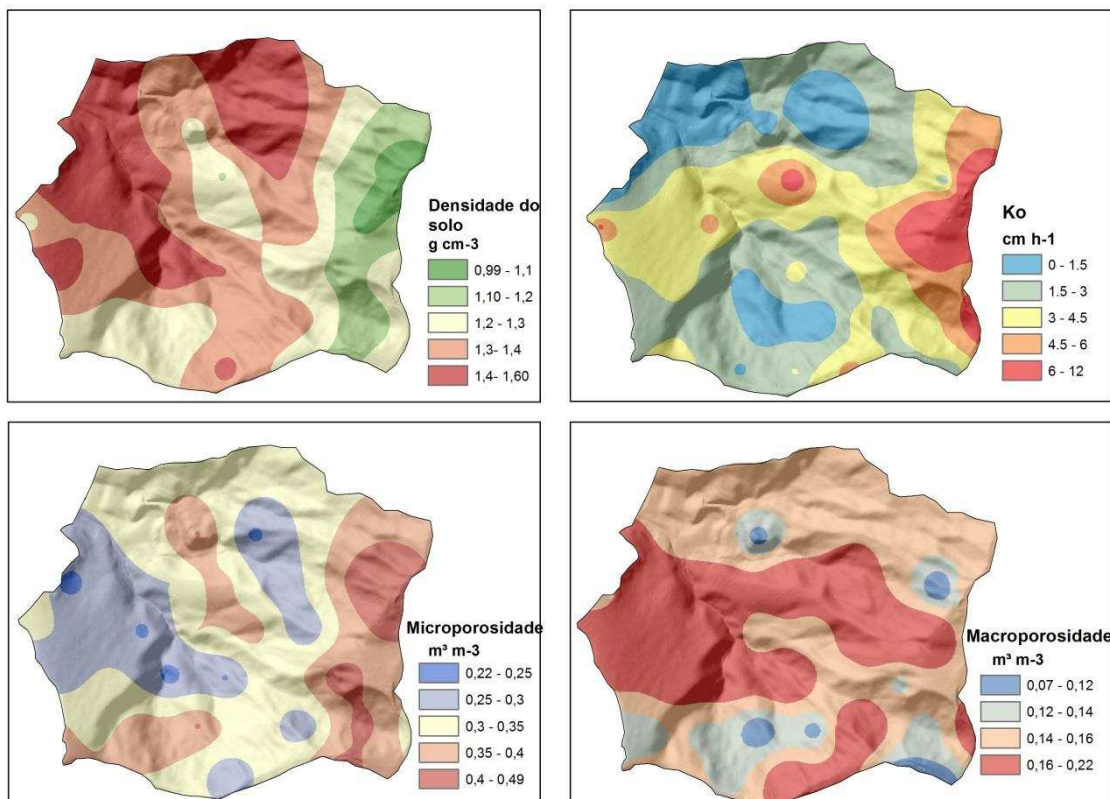 Densidade do
solo
g cm-3
0,99 - 1,1
1,10 - 1,2
1,2 - 1,3
1,3- 1,4
1,4- 1,60
Ko
cm h-1
0 - 1.5
1.5 - 3
3 - 4.5
4.5 - 6
6 - 12
Microporosidade
m³ m-3
0,22 - 0,25
0,25 - 0,3
0,3 - 0,35
0,35 - 0,4
0,4 - 0,49
Macroporosidade
m³ m-3
0,07 - 0,12
0,12 - 0,14
0,14 - 0,16
0,16 - 0,22